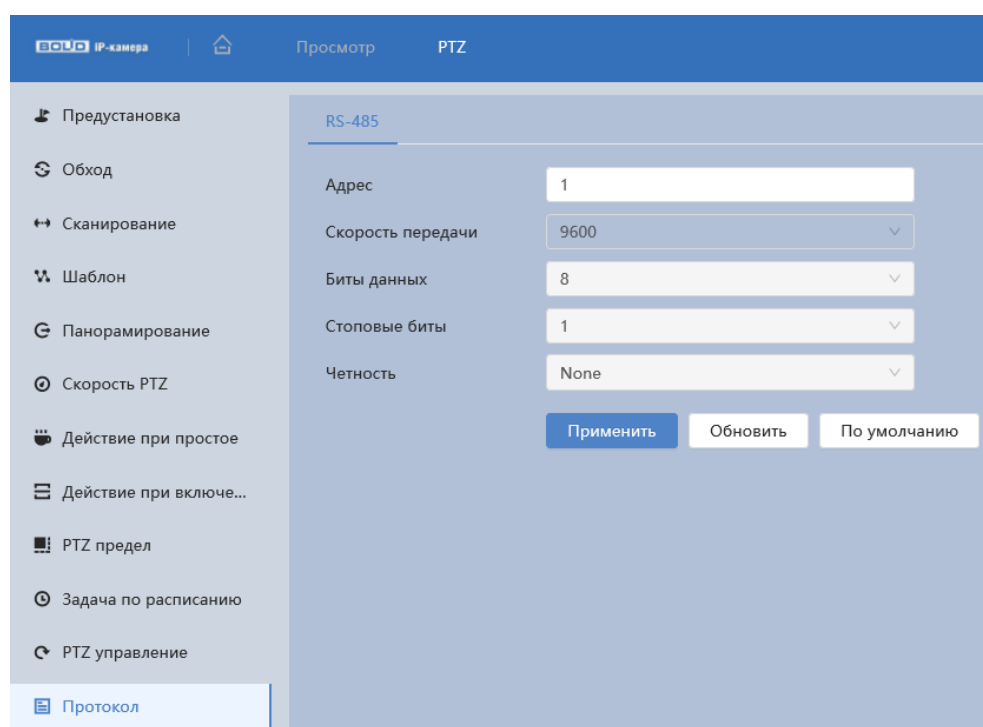 BOLID IP-камера
Просмотр
PTZ
Предустановка
Обход
Сканирование
Шаблон
Панорамирование
Скорость PTZ
Действие при простое
Действие при включе...
PTZ предел
Задача по расписанию
PTZ управление
Протокол
RS-485
Адрес
1
Скорость передачи
9600
Биты данных
8
Стоповые биты
1
Четность
None
Применить
Обновить
По умолчанию